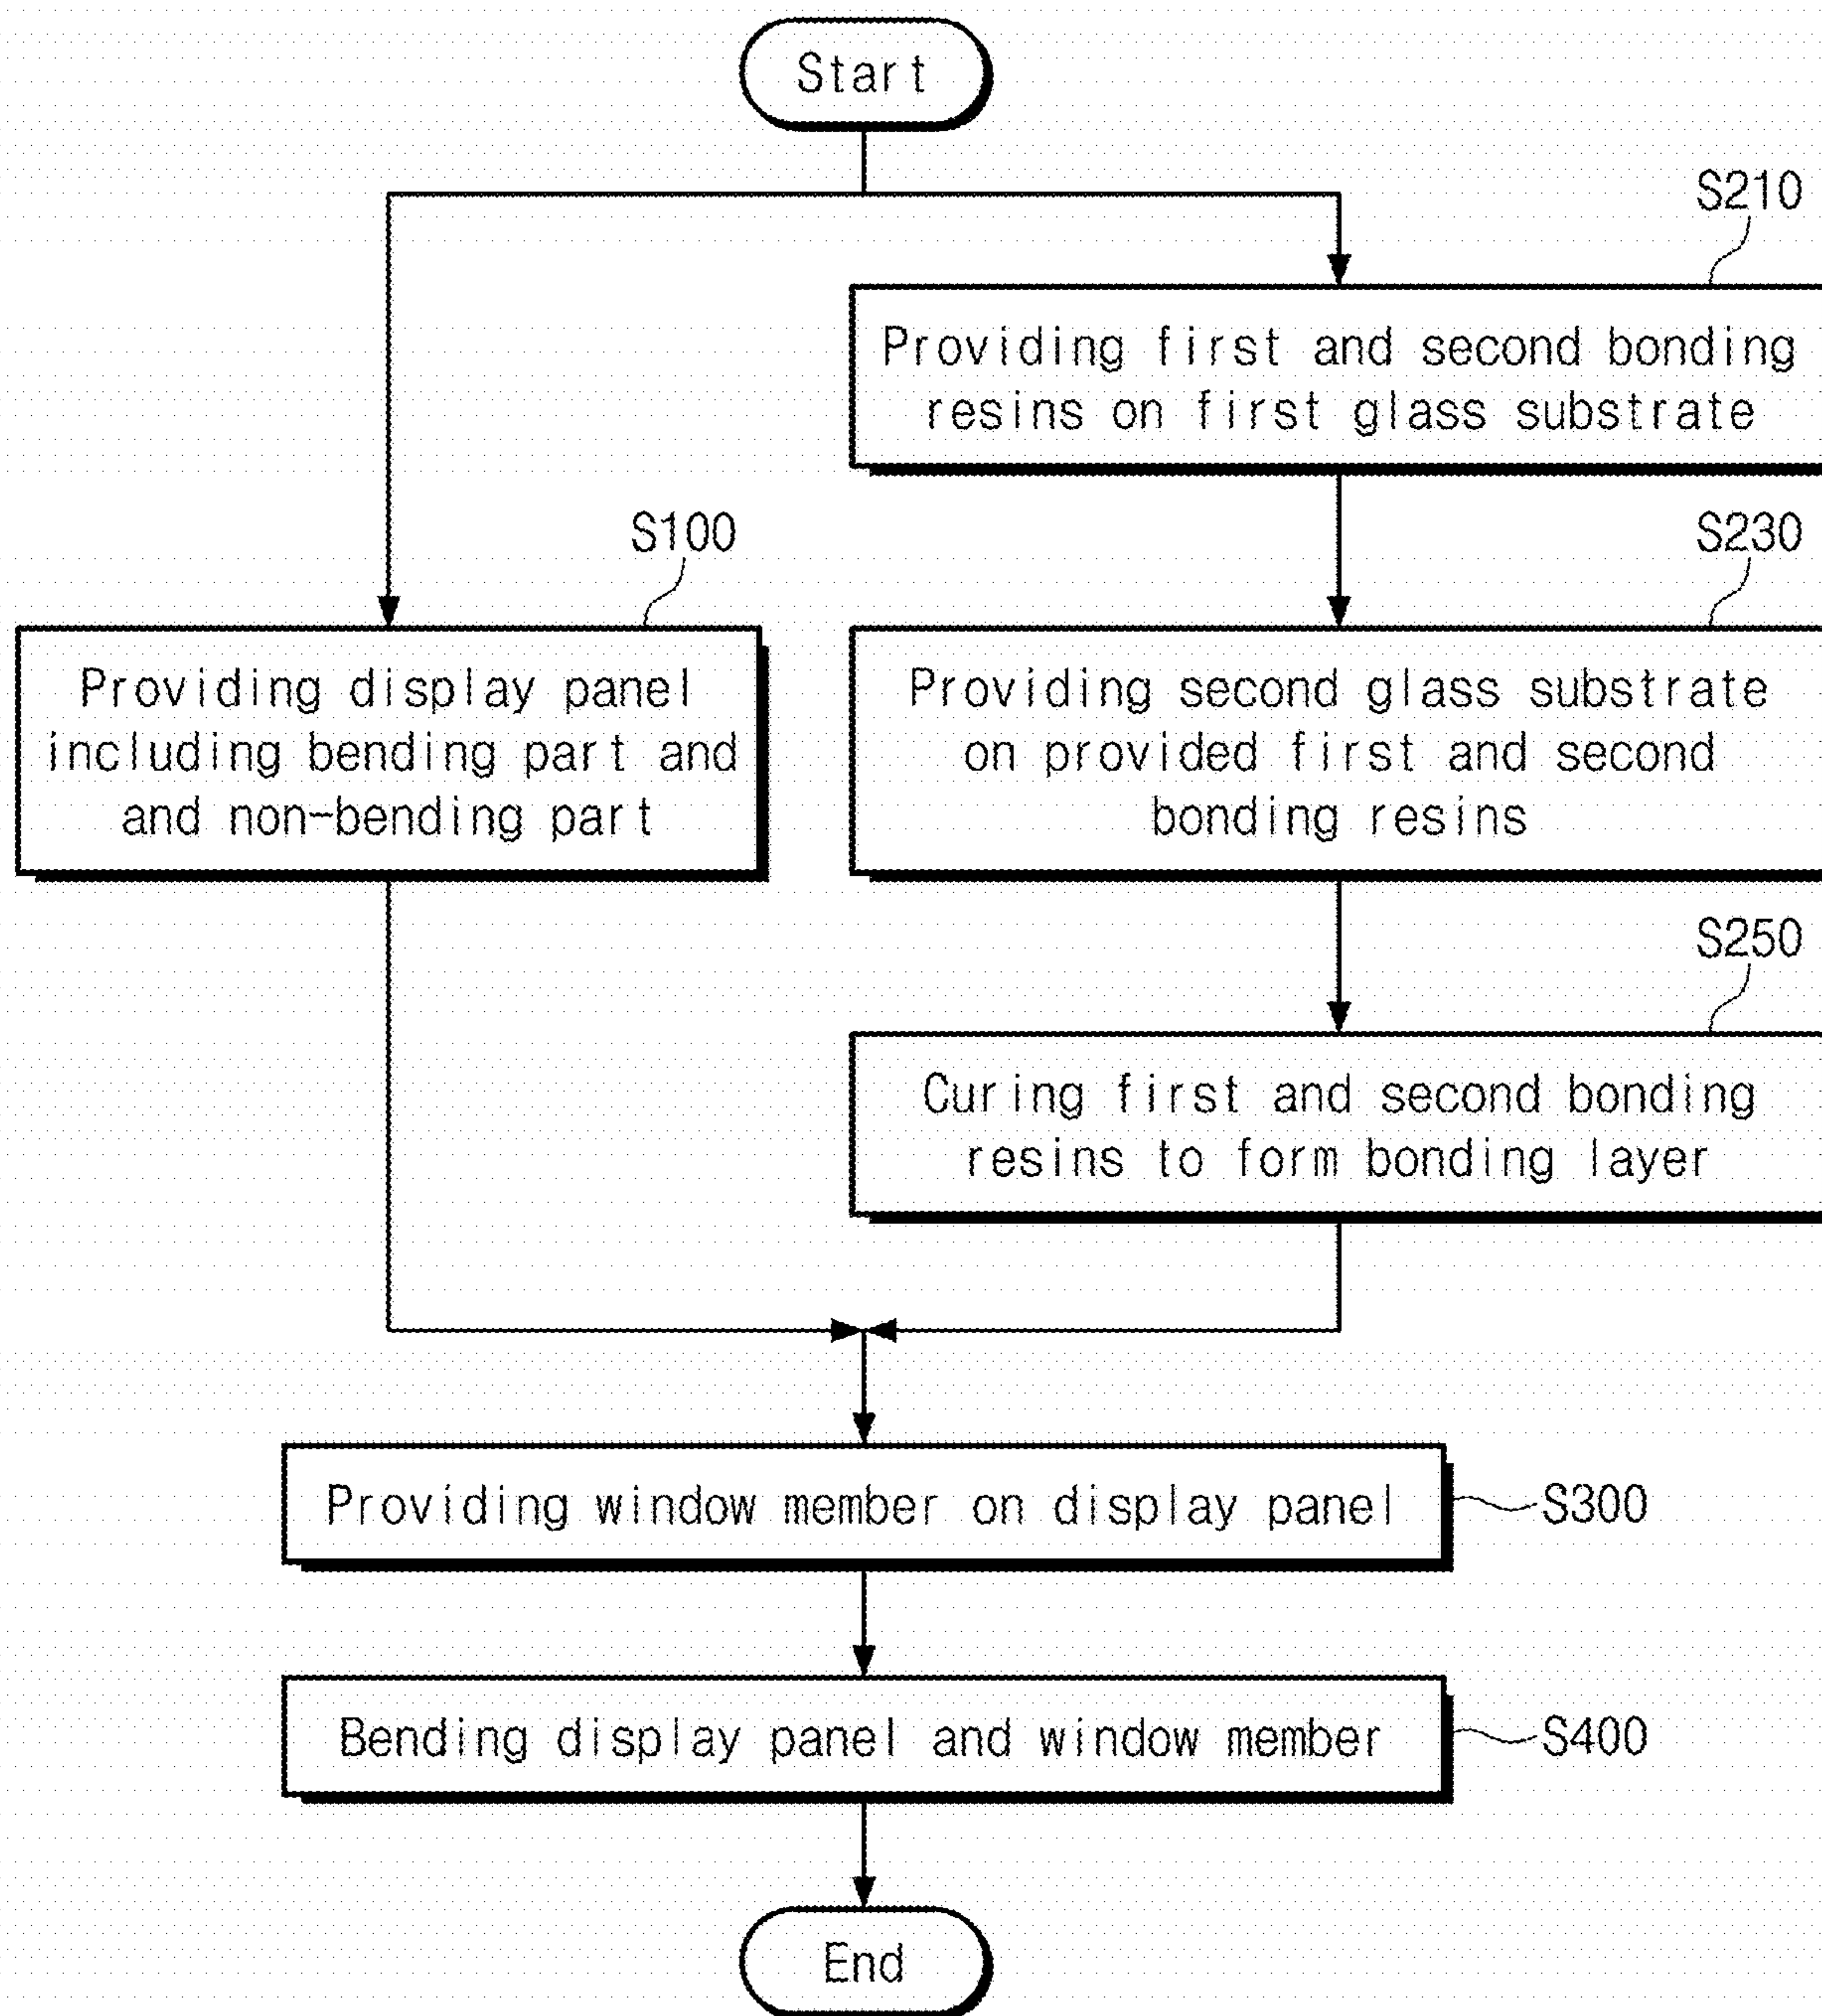 Start
S210
Providing first and second bonding
resins on first glass substrate
S100
Providing display panel
including bending part and
and non-bending part
S230
Providing second glass substrate
on provided first and second
bonding resins
S250
Curing first and second bonding
resins to form bonding layer
Providing window member on display panel
S300
Bending display panel and window member
S400
End